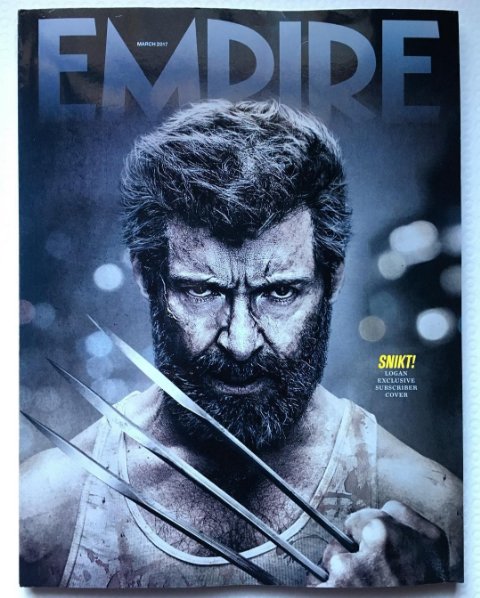 EMPIRE
MARCH 2017
SNIKT!
LOGAN
EXCLUSIVE
SUBSCRIBER
COVER